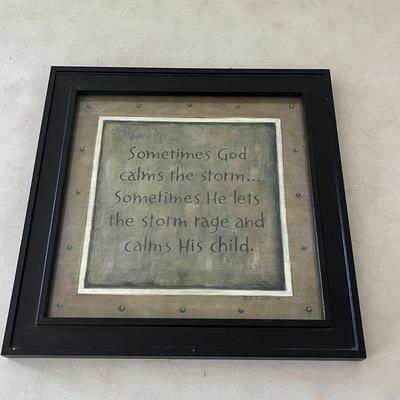 Sometimes God
calms the storm...
Sometimes He lets
the storm rage and
calms His child.